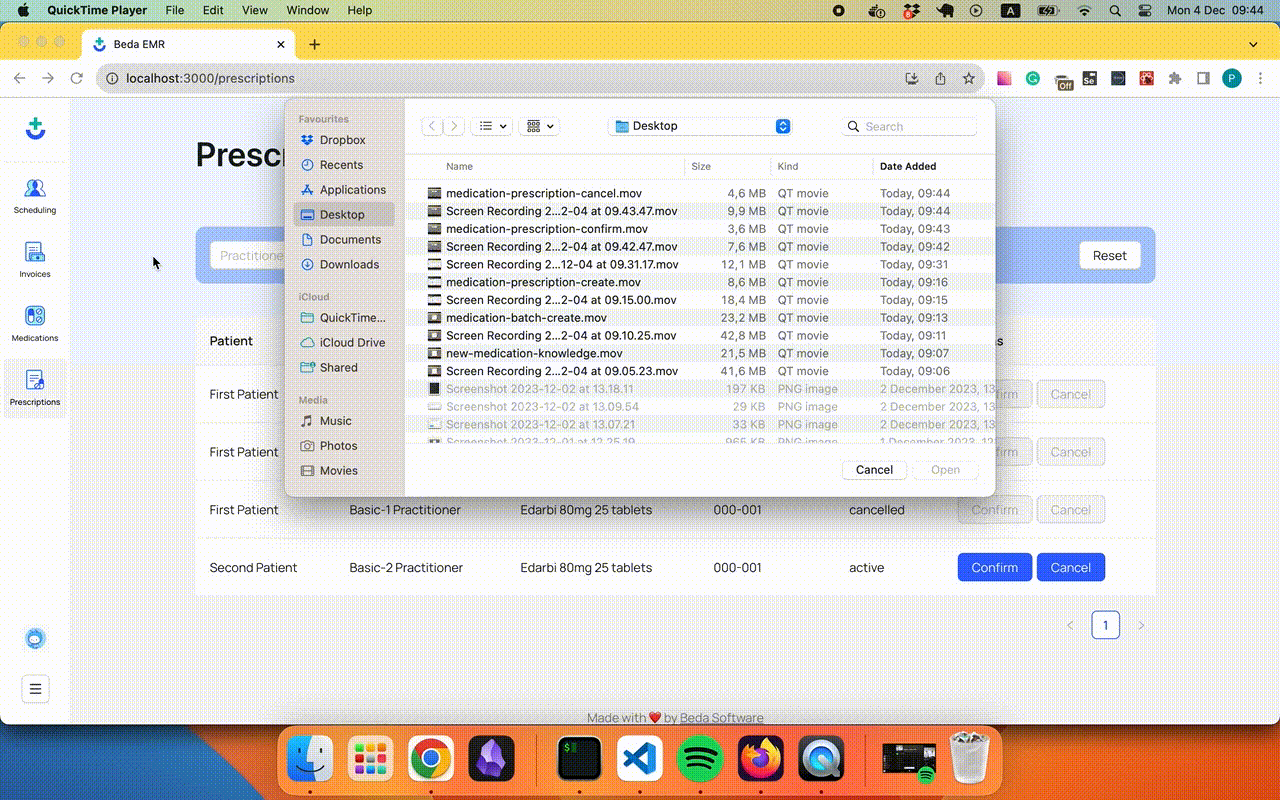 QuickTime Player File Edit View Window Help A Mon 4 Dec 09:44
Beda EMR
localhost:3000/prescriptions Se Off P
Favourites
Dropbox
Recents
Applications
Desktop
Documents
Downloads
iCloud
QuickTime...
iCloud Drive
Shared
Media
Music
Photos
Movies
Desktop Search
Name Size Kind Date Added
medication-prescription-cancel.mov 4,6 MB QT movie Today, 09:44
Screen Recording 2...2-04 at 09.43.47.mov 9,9 MB QT movie Today, 09:44
medication-prescription-confirm.mov 3,6 MB QT movie Today, 09:43
Screen Recording 2...2-04 at 09.42.47.mov 7,6 MB QT movie Today, 09:42
Screen Recording 2...12-04 at 09.31.17.mov 12,1 MB QT movie Today, 09:31
medication-prescription-create.mov 8,6 MB QT movie Today, 09:16
Screen Recording 2...2-04 at 09.15.00.mov 18,4 MB QT movie Today, 09:15
medication-batch-create.mov 23,2 MB QT movie Today, 09:13
Screen Recording 2...2-04 at 09.10.25.mov 42,8 MB QT movie Today, 09:11
new-medication-knowledge.mov 21,5 MB QT movie Today, 09:07
Screen Recording 2...2-04 at 09.05.23.mov 41,6 MB QT movie Today, 09:06
Screenshot 2023-12-02 at 13.18.11 197 KB PNG image 2 December 2023, 13
Screenshot 2023-12-02 at 13.09.54 29 KB PNG image 2 December 2023, 13
Screenshot 2023-12-02 at 13.07.21 33 KB PNG image 2 December 2023, 13
Screenshot 2023-12-01 at 12.25.19 965 KB PNG image 1 December 2023, 12
Cancel Open
Scheduling
Invoices
Medications
Prescriptions
Presc
Practitione Reset
Patient s
First Patient firm Cancel
First Patient firm Cancel
First Patient Basic-1 Practitioner Edarbi 80mg 25 tablets 000-001 cancelled Confirm Cancel
Second Patient Basic-2 Practitioner Edarbi 80mg 25 tablets 000-001 active Confirm Cancel
< 1 >
Made with ❤️ by Beda Software